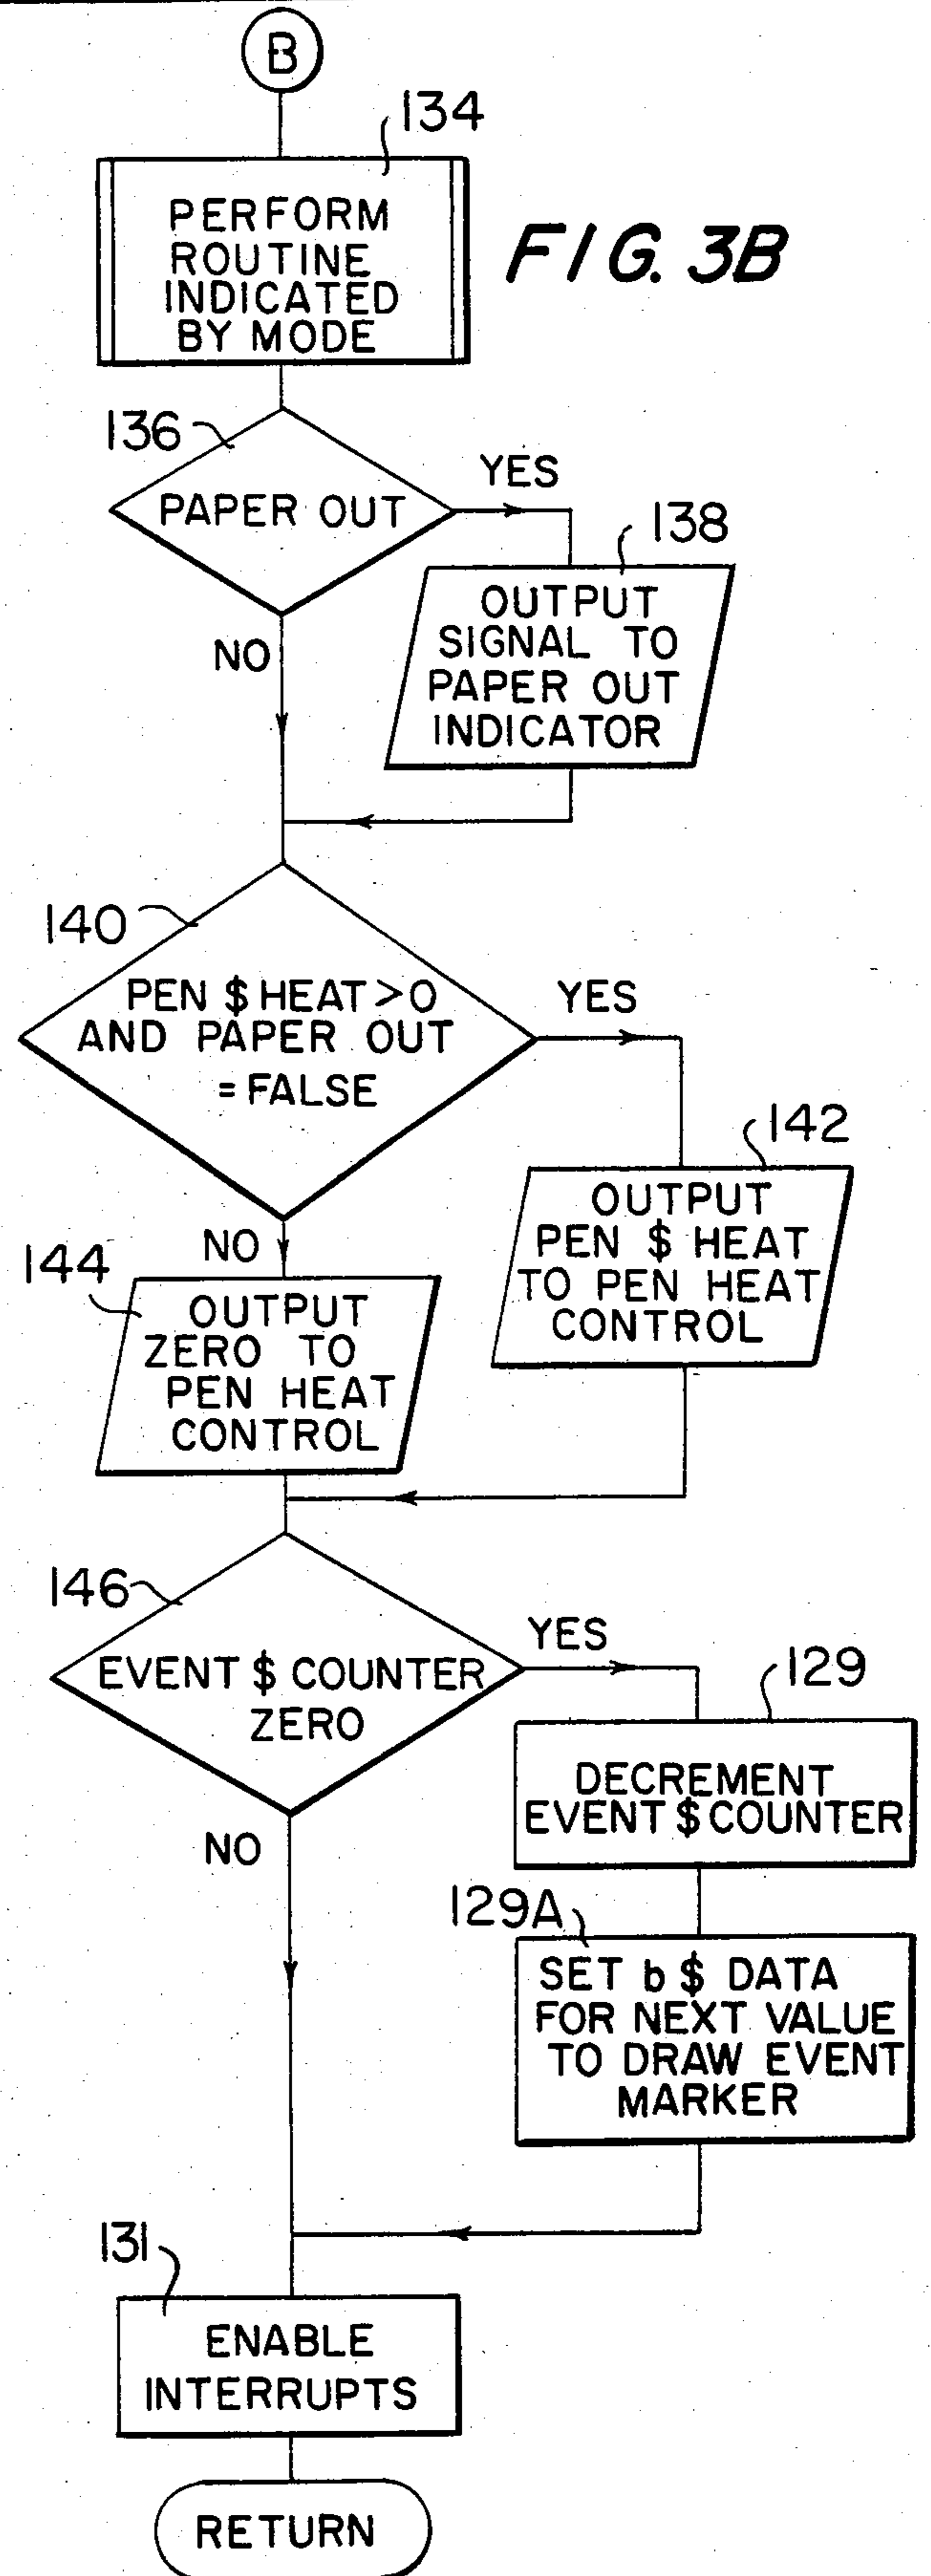 B
134
PERFORM
ROUTINE
INDICATED
BY MODE
FIG. 3B
136
PAPER OUT
YES
NO
138
OUTPUT
SIGNAL TO
PAPER OUT
INDICATOR
140
PEN $ HEAT > 0
AND PAPER OUT
= FALSE
YES
NO
142
OUTPUT
PEN $ HEAT
TO PEN HEAT
CONTROL
144
OUTPUT
ZERO TO
PEN HEAT
CONTROL
146
EVENT $ COUNTER
ZERO
YES
NO
129
DECREMENT
EVENT $ COUNTER
129A
SET b $ DATA
FOR NEXT VALUE
TO DRAW EVENT
MARKER
131
ENABLE
INTERRUPTS
RETURN